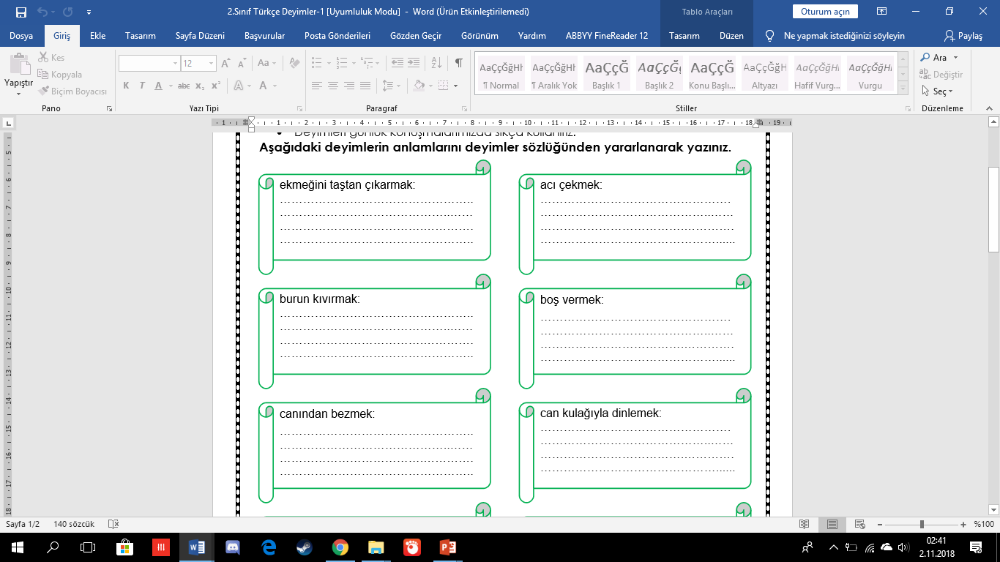 2.Sınıf Türkçe Deyimler-1 [Uyumluluk Modu] - Word (Ürün Etkinleştirilemedi)
Tablo Araçları
Oturum açın
Dosya Giriş Ekle Tasarım Sayfa Düzeni Başvurular Posta Gönderileri Gözden Geçir Görünüm Yardım ABBYY FineReader 12 Tasarım Düzen Ne yapmak istediğinizi söyleyin Paylaş
Yapıştır
Kes
Kopyala
Biçim Boyacısı
Pano
12
K T A abc x₂ x²
Yazı Tipi
Paragraf
AaÇçĞğHł AaÇçĞğHł AaÇçĞ AaÇçĞğ AaÇçĞ AaÇçĞğH AaÇçĞğHı AaÇçĞğHı
¶ Normal ¶ Aralık Yok Başlık 1 Başlık 2 Konu Başlı... Altyazı Hafif Vurg... Vurgu
Stiller
Ara
Değiştir
Seç
Düzenleme
Deyimleri günlük konuşmalarımızda sıkça kullanırız.
Aşağıdaki deyimlerin anlamlarını deyimler sözlüğünden yararlanarak yazınız.
ekmeğini taştan çıkarmak:
acı çekmek:
burun kıvırmak:
boş vermek:
canından bezmek:
can kulağıyla dinlemek:
Sayfa 1/2 140 sözcük
%100
02:41
2.11.2018